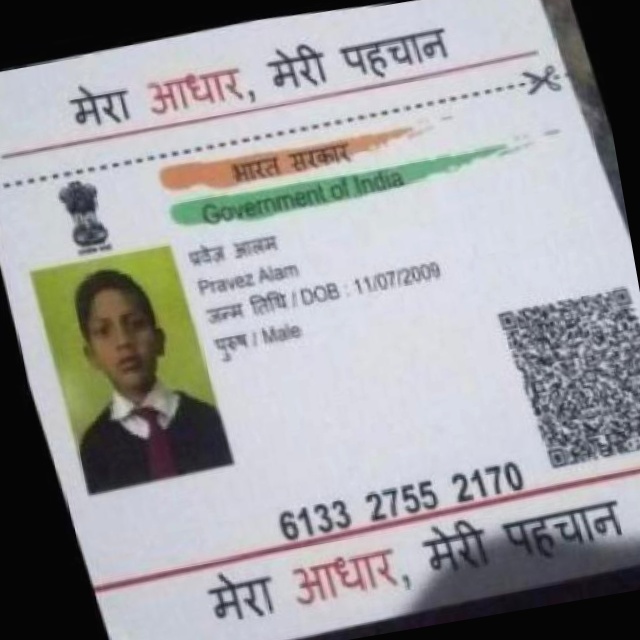 मेरा आधार, मेरी पहचान
भारत सरकार
Government of India
प्रवेज़ आलम
Pravez Alam
जन्म तिथि / DOB : 11/07/2009
पुरुष / Male
6133 2755 2170
मेरा आधार, मेरी पहचान